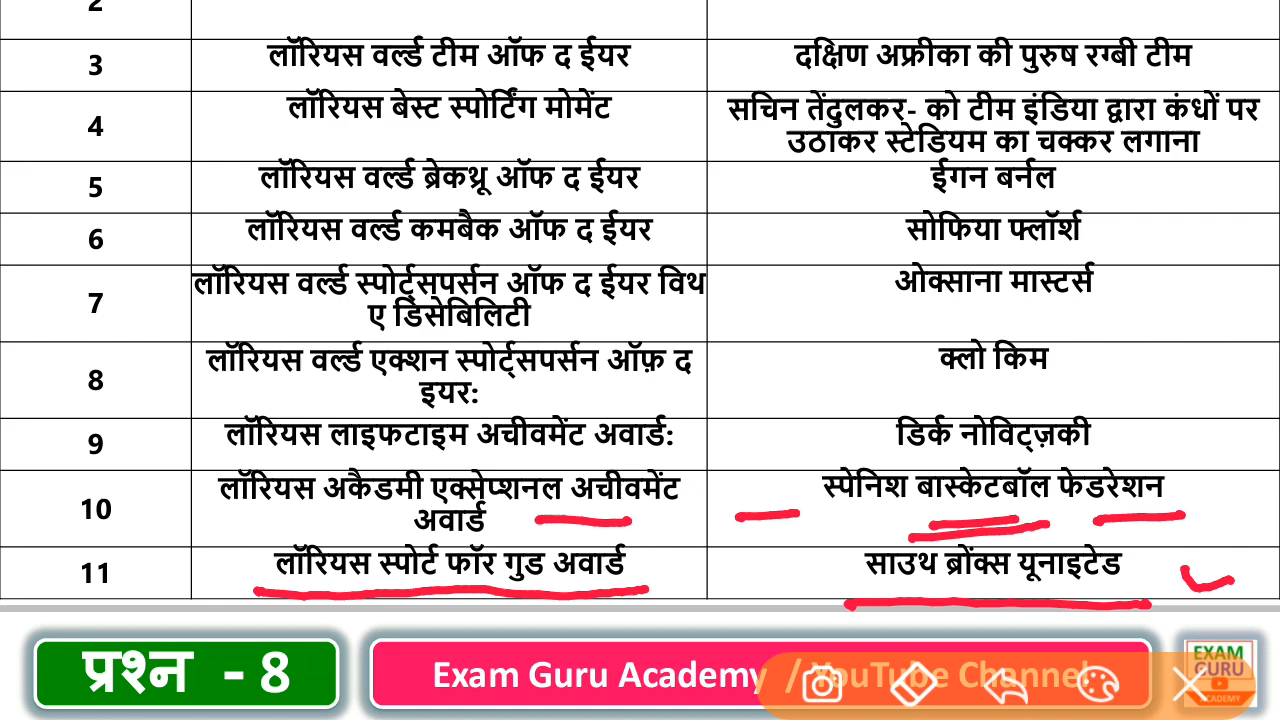 2
3 लॉरियस वर्ल्ड टीम ऑफ द ईयर दक्षिण अफ्रीका की पुरुष रग्बी टीम
4 लॉरियस बेस्ट स्पोर्टिंग मोमेंट सचिन तेंदुलकर- को टीम इंडिया द्वारा कंधों पर
उठाकर स्टेडियम का चक्कर लगाना
5 लॉरियस वर्ल्ड ब्रेकथ्रू ऑफ द ईयर ईगन बर्नल
6 लॉरियस वर्ल्ड कमबैक ऑफ द ईयर सोफिया फ्लॉर्श
7 लॉरियस वर्ल्ड स्पोर्ट्सपर्सन ऑफ द ईयर विथ ओक्साना मास्टर्स
ए डिसेबिलिटी
8 लॉरियस वर्ल्ड एक्शन स्पोर्ट्सपर्सन ऑफ़ द क्लो किम
इयर:
9 लॉरियस लाइफटाइम अचीवमेंट अवार्ड: डिर्क नोविट्ज़की
10 लॉरियस अकैडमी एक्सेप्शनल अचीवमेंट स्पेनिश बास्केटबॉल फेडरेशन
अवार्ड
11 लॉरियस स्पोर्ट फॉर गुड अवार्ड साउथ ब्रोंक्स यूनाइटेड
प्रश्न - 8
Exam Guru Academy / YouTube Channel
EXAM
GURU
ACADEMY